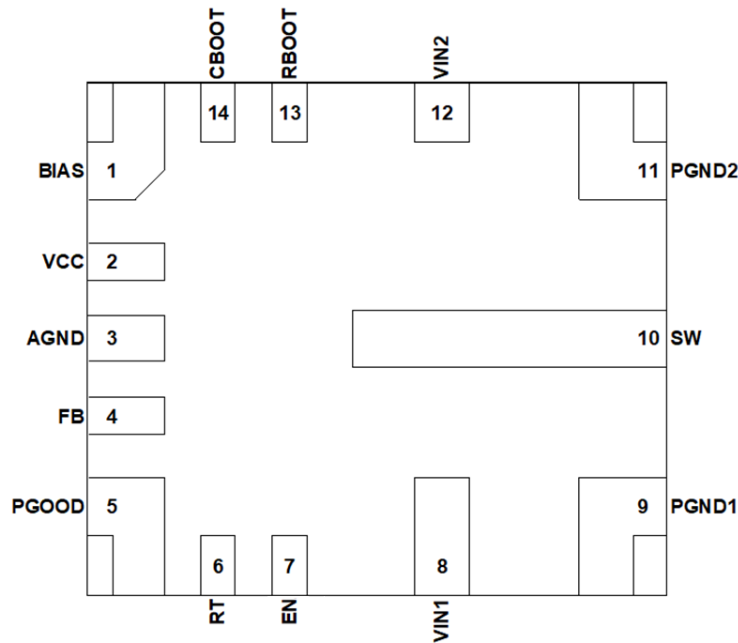 CBOOT
RBOOT
VIN2
14
13
12
BIAS 1
11 PGND2
VCC 2
AGND 3
10 SW
FB 4
PGOOD 5
9 PGND1
6
7
8
RT
EN
VIN1